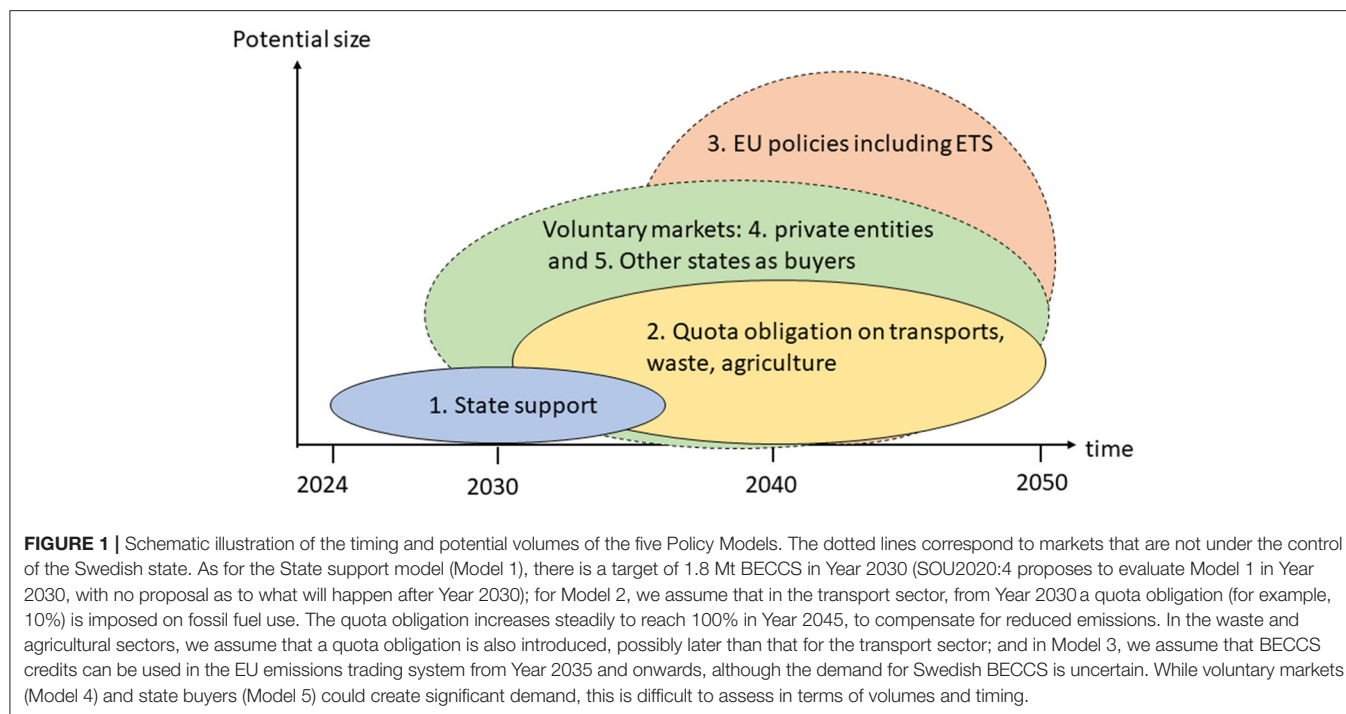 Potential size
3. EU policies including ETS
Voluntary markets: 4. private entities
and 5. Other states as buyers
2. Quota obligation on transports,
waste, agriculture
1. State support
time
2024
2030
2040
2050
FIGURE 1 | Schematic illustration of the timing and potential volumes of the five Policy Models. The dotted lines correspond to markets that are not under the control
of the Swedish state. As for the State support model (Model 1), there is a target of 1.8 Mt BECCS in Year 2030 (SOU2020:4 proposes to evaluate Model 1 in Year
2030, with no proposal as to what will happen after Year 2030); for Model 2, we assume that in the transport sector, from Year 2030 a quota obligation (for example,
10%) is imposed on fossil fuel use. The quota obligation increases steadily to reach 100% in Year 2045, to compensate for reduced emissions. In the waste and
agricultural sectors, we assume that a quota obligation is also introduced, possibly later than that for the transport sector; and in Model 3, we assume that BECCS
credits can be used in the EU emissions trading system from Year 2035 and onwards, although the demand for Swedish BECCS is uncertain. While voluntary markets
(Model 4) and state buyers (Model 5) could create significant demand, this is difficult to assess in terms of volumes and timing.